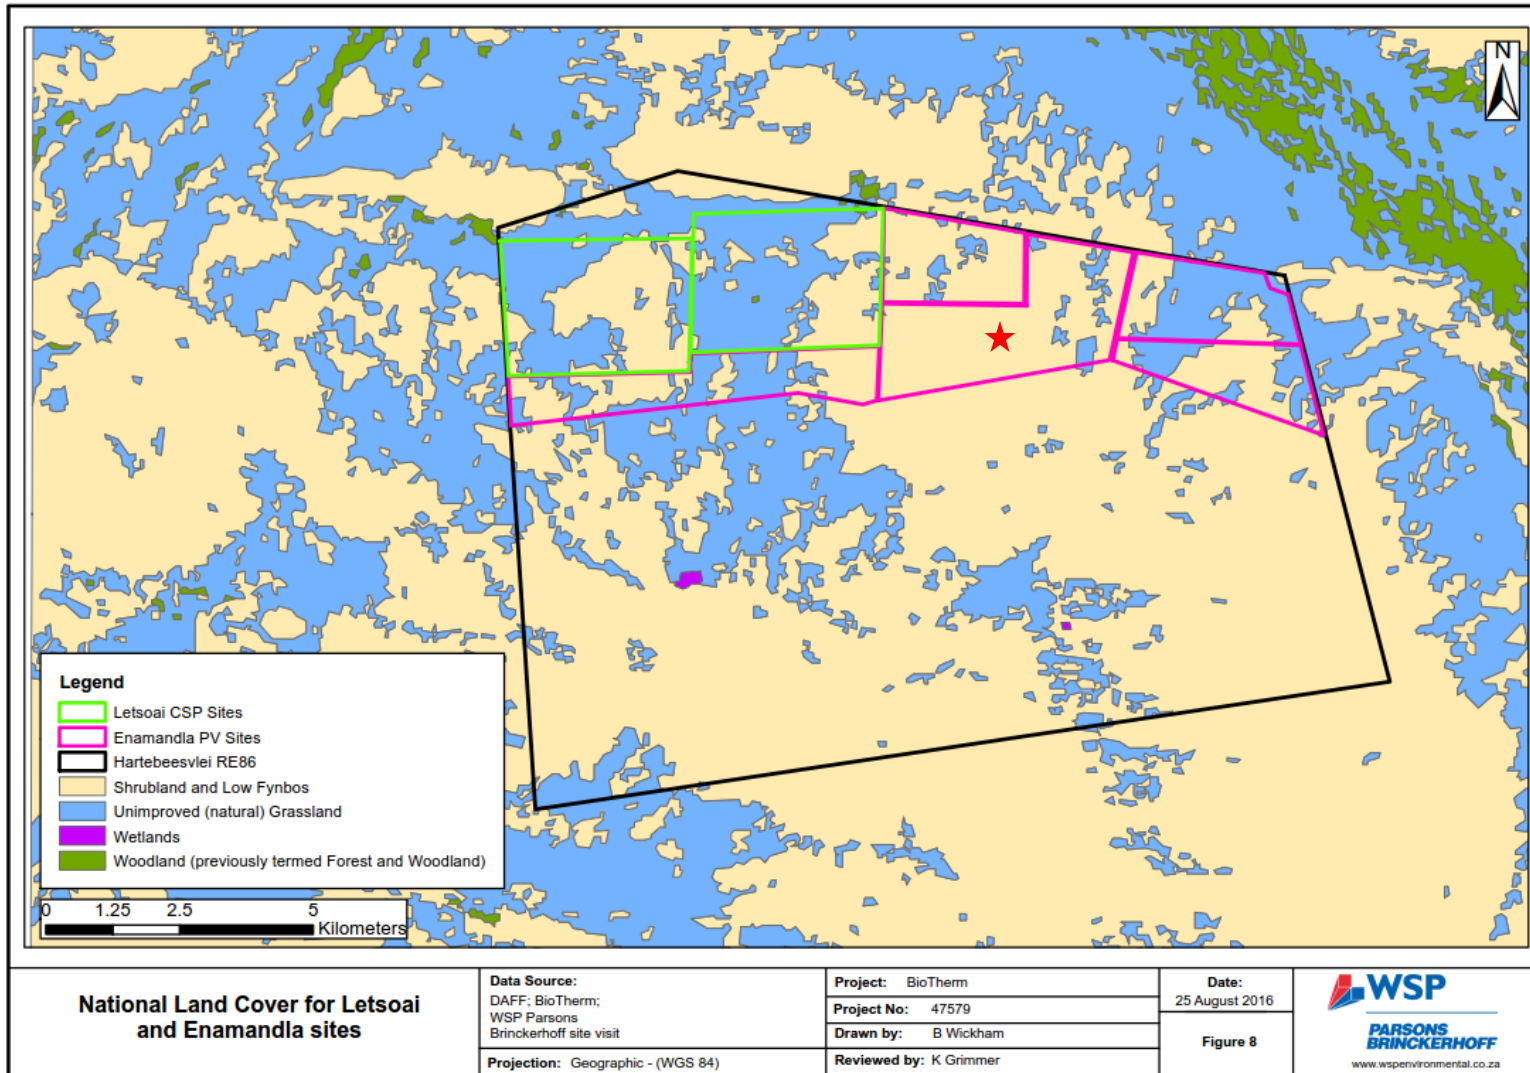 N
Legend
Letsoai CSP Sites
Enamandla PV Sites
Hartebeesvlei RE86
Shrubland and Low Fynbos
Unimproved (natural) Grassland
Wetlands
Woodland (previously termed Forest and Woodland)
0 1.25 2.5 5
Kilometers
National Land Cover for Letsoai
and Enamandla sites
Data Source:
DAFF; BioTherm;
WSP Parsons
Brinckerhoff site visit
Projection: Geographic - (WGS 84)
Project: BioTherm
Project No: 47579
Drawn by: B Wickham
Reviewed by: K Grimmer
Date:
25 August 2016
Figure 8
WSP
PARSONS
BRINCKERHOFF
www.wspenvironmental.co.za